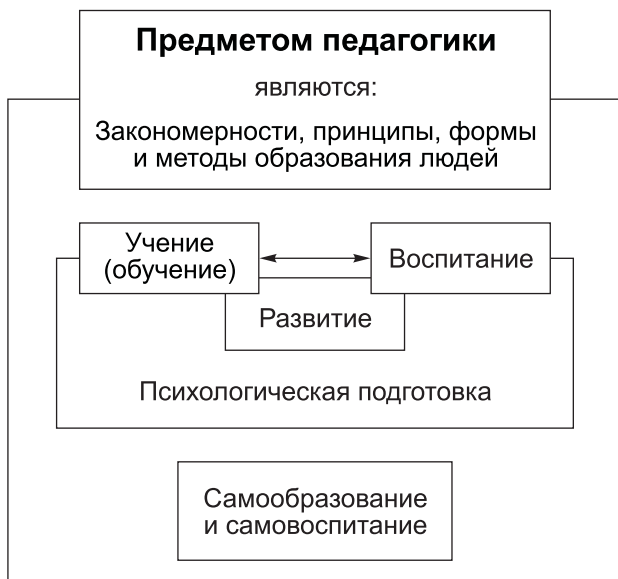 Предметом педагогики
являются:
Закономерности, принципы, формы
и методы образования людей
Учение
(обучение)
Воспитание
Развитие
Психологическая подготовка
Самообразование
и самовоспитание